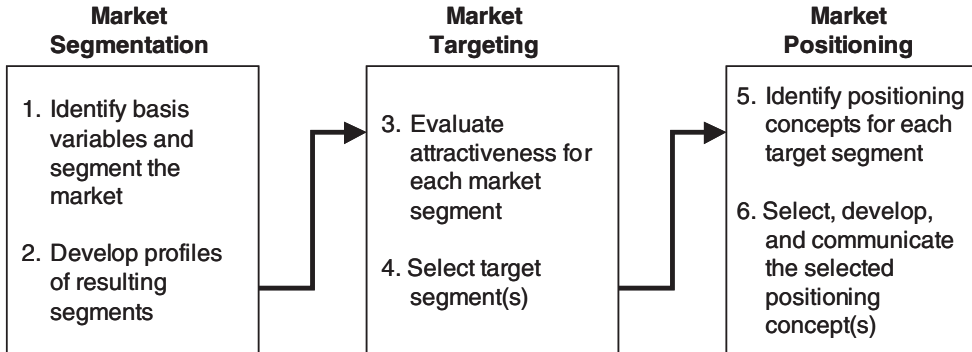 Market
Segmentation
1. Identify basis
variables and
segment the
market
2. Develop profiles
of resulting
segments
Market
Targeting
3. Evaluate
attractiveness for
each market
segment
4. Select target
segment(s)
Market
Positioning
5. Identify positioning
concepts for each
target segment
6. Select, develop,
and communicate
the selected
positioning
concept(s)